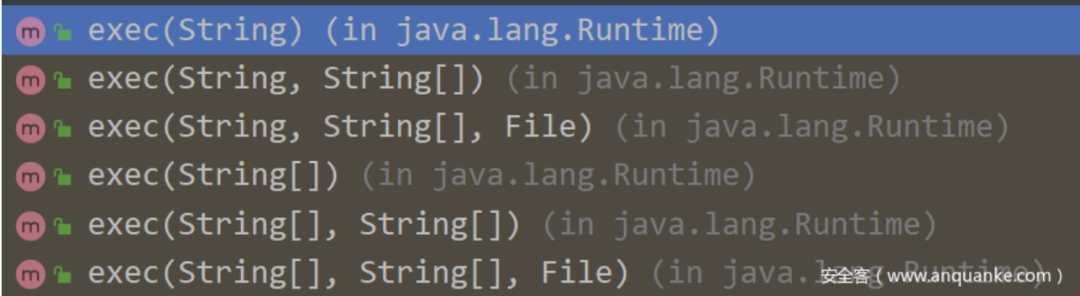 m exec(String) (in java.lang.Runtime)
m exec(String, String[]) (in java.lang.Runtime)
m exec(String, String[], File) (in java.lang.Runtime)
m exec(String[]) (in java.lang.Runtime)
m exec(String[], String[]) (in java.lang.Runtime)
m exec(String[], String[], File) (in java.lang.Runtime)
安全客（www.anquanke.com）